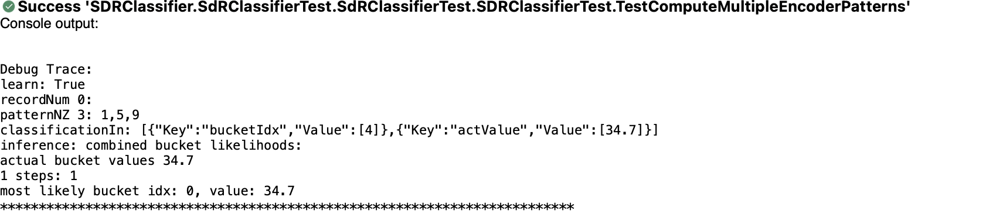 Success 'SDRClassifier.SdRClassifierTest.SdRClassifierTest.SDRClassifierTest.TestComputeMultipleEncoderPatterns'
Console output:
Debug Trace:
learn: True
recordNum 0:
patternNZ 3: 1,5,9
classificationIn: [{"Key":"bucketIdx","Value":[4]},{"Key":"actValue","Value":[34.7]}]
inference: combined bucket likelihoods:
actual bucket values 34.7
1 steps: 1
most likely bucket idx: 0, value: 34.7
**************************************************************************